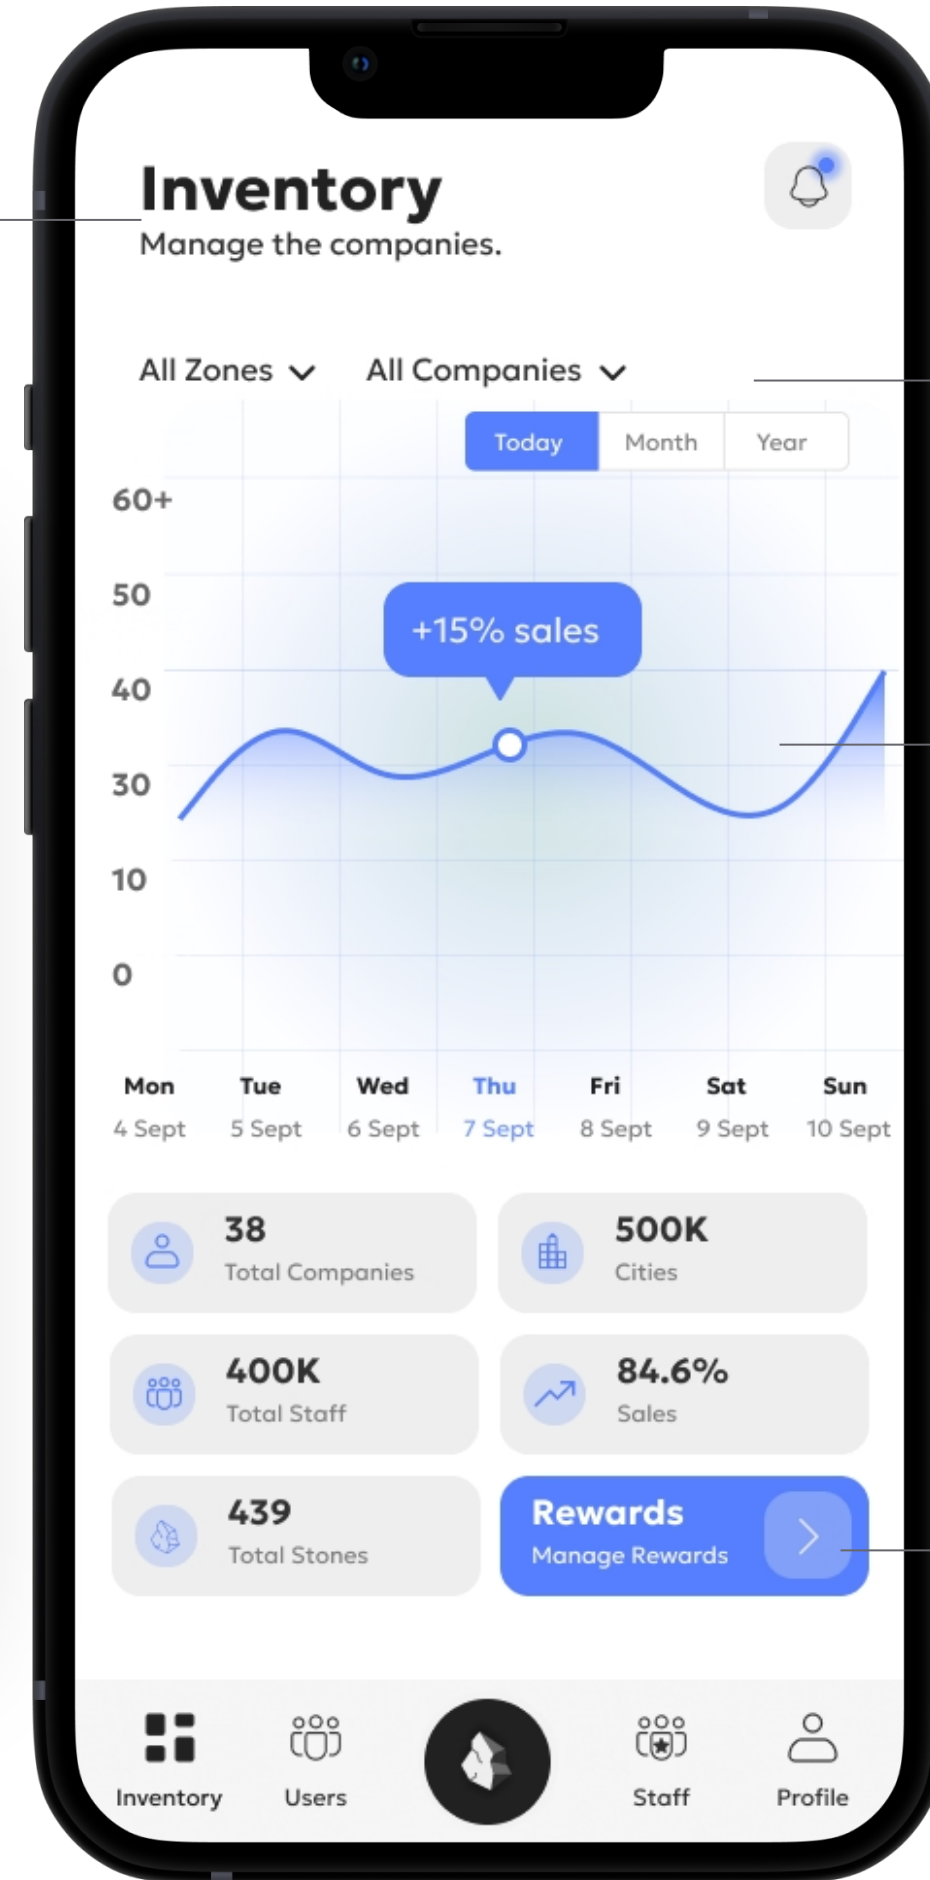 Inventory
Manage the companies.
All Zones
All Companies
Today
Month
Year
60+
50
40
30
10
0
+15% sales
Mon
Tue
Wed
Thu
Fri
Sat
Sun
4 Sept
5 Sept
6 Sept
7 Sept
8 Sept
9 Sept
10 Sept
38
Total Companies
500K
Cities
400K
Total Staff
84.6%
Sales
439
Total Stones
Rewards
Manage Rewards
Inventory
Users
Staff
Profile